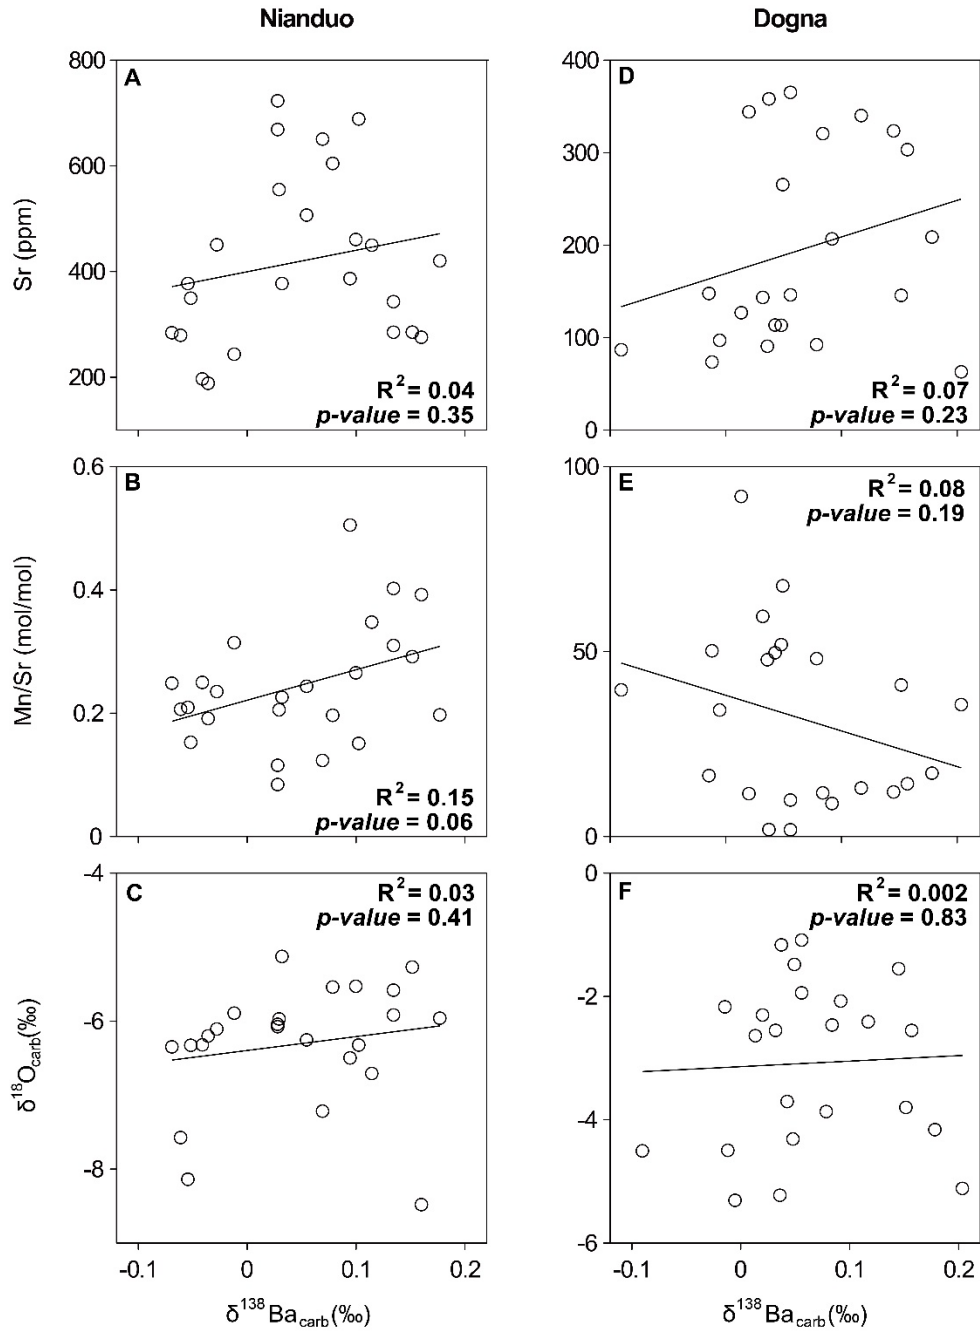 Nianduo
Dogna
A
800
600
400
200
Sr (ppm)
R² = 0.04
p-value = 0.35
D
400
300
200
100
0
R² = 0.07
p-value = 0.23
B
0.6
0.4
0.2
0
Mn/Sr (mol/mol)
R² = 0.15
p-value = 0.06
E
100
50
0
R² = 0.08
p-value = 0.19
C
-4
-6
-8
δ¹⁸Ocarb(‰)
R² = 0.03
p-value = 0.41
-0.1 0 0.1 0.2
δ¹³⁸Bacarb(‰)
F
0
-2
-4
-6
R² = 0.002
p-value = 0.83
-0.1 0 0.1 0.2
δ¹³⁸Bacarb(‰)